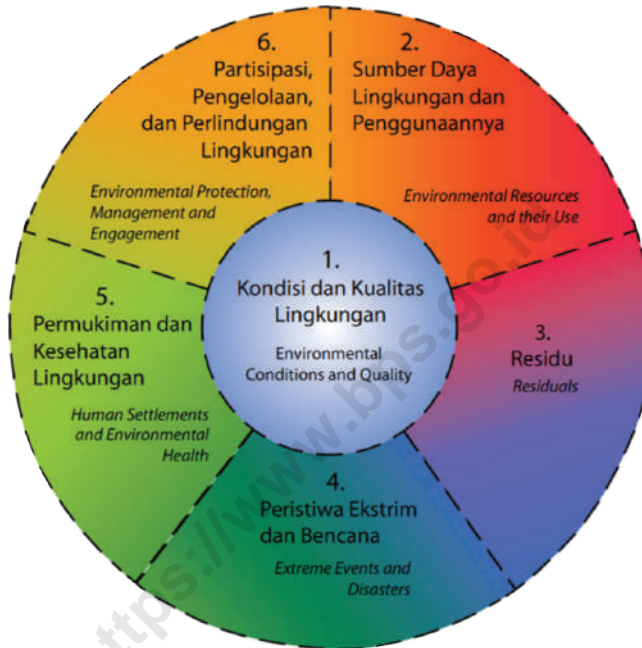 6.
Partisipasi,
Pengelolaan,
dan Perlindungan
Lingkungan
Environmental Protection,
Management and
Engagement
2.
Sumber Daya
Lingkungan dan
Penggunaannya
Environmental Resources
and their Use
1.
Kondisi dan Kualitas
Lingkungan
Environmental
Conditions and Quality
5.
Permukiman dan
Kesehatan
Lingkungan
Human Settlements
and Environmental
Health
3.
Residu
Residuals
4.
Peristiwa Ekstrim
dan Bencana
Extreme Events and
Disasters
ttps://www.bps.go.id